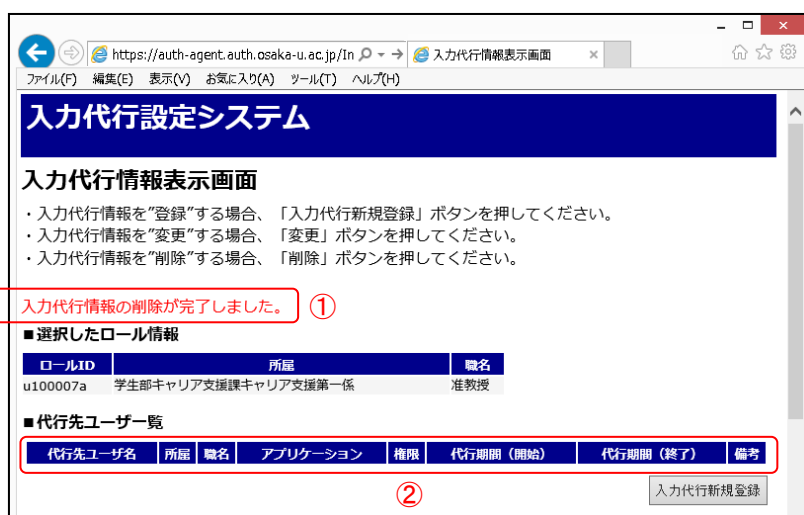 https://auth-agent.auth.osaka-u.ac.jp/In
入力代行情報表示画面
ファイル(F) 編集(E) 表示(V) お気に入り(A) ツール(T) ヘルプ(H)
入力代行設定システム
入力代行情報表示画面
・入力代行情報を"登録"する場合、「入力代行新規登録」ボタンを押してください。
・入力代行情報を"変更"する場合、「変更」ボタンを押してください。
・入力代行情報を"削除"する場合、「削除」ボタンを押してください。
入力代行情報の削除が完了しました。 ①
■選択したロール情報
ロールID 所属 職名
u100007a 学生部キャリア支援課キャリア支援第一係 准教授
■代行先ユーザー覧
代行先ユーザ名 所属 職名 アプリケーション 権限 代行期間（開始） 代行期間（終了） 備考
②
入力代行新規登録